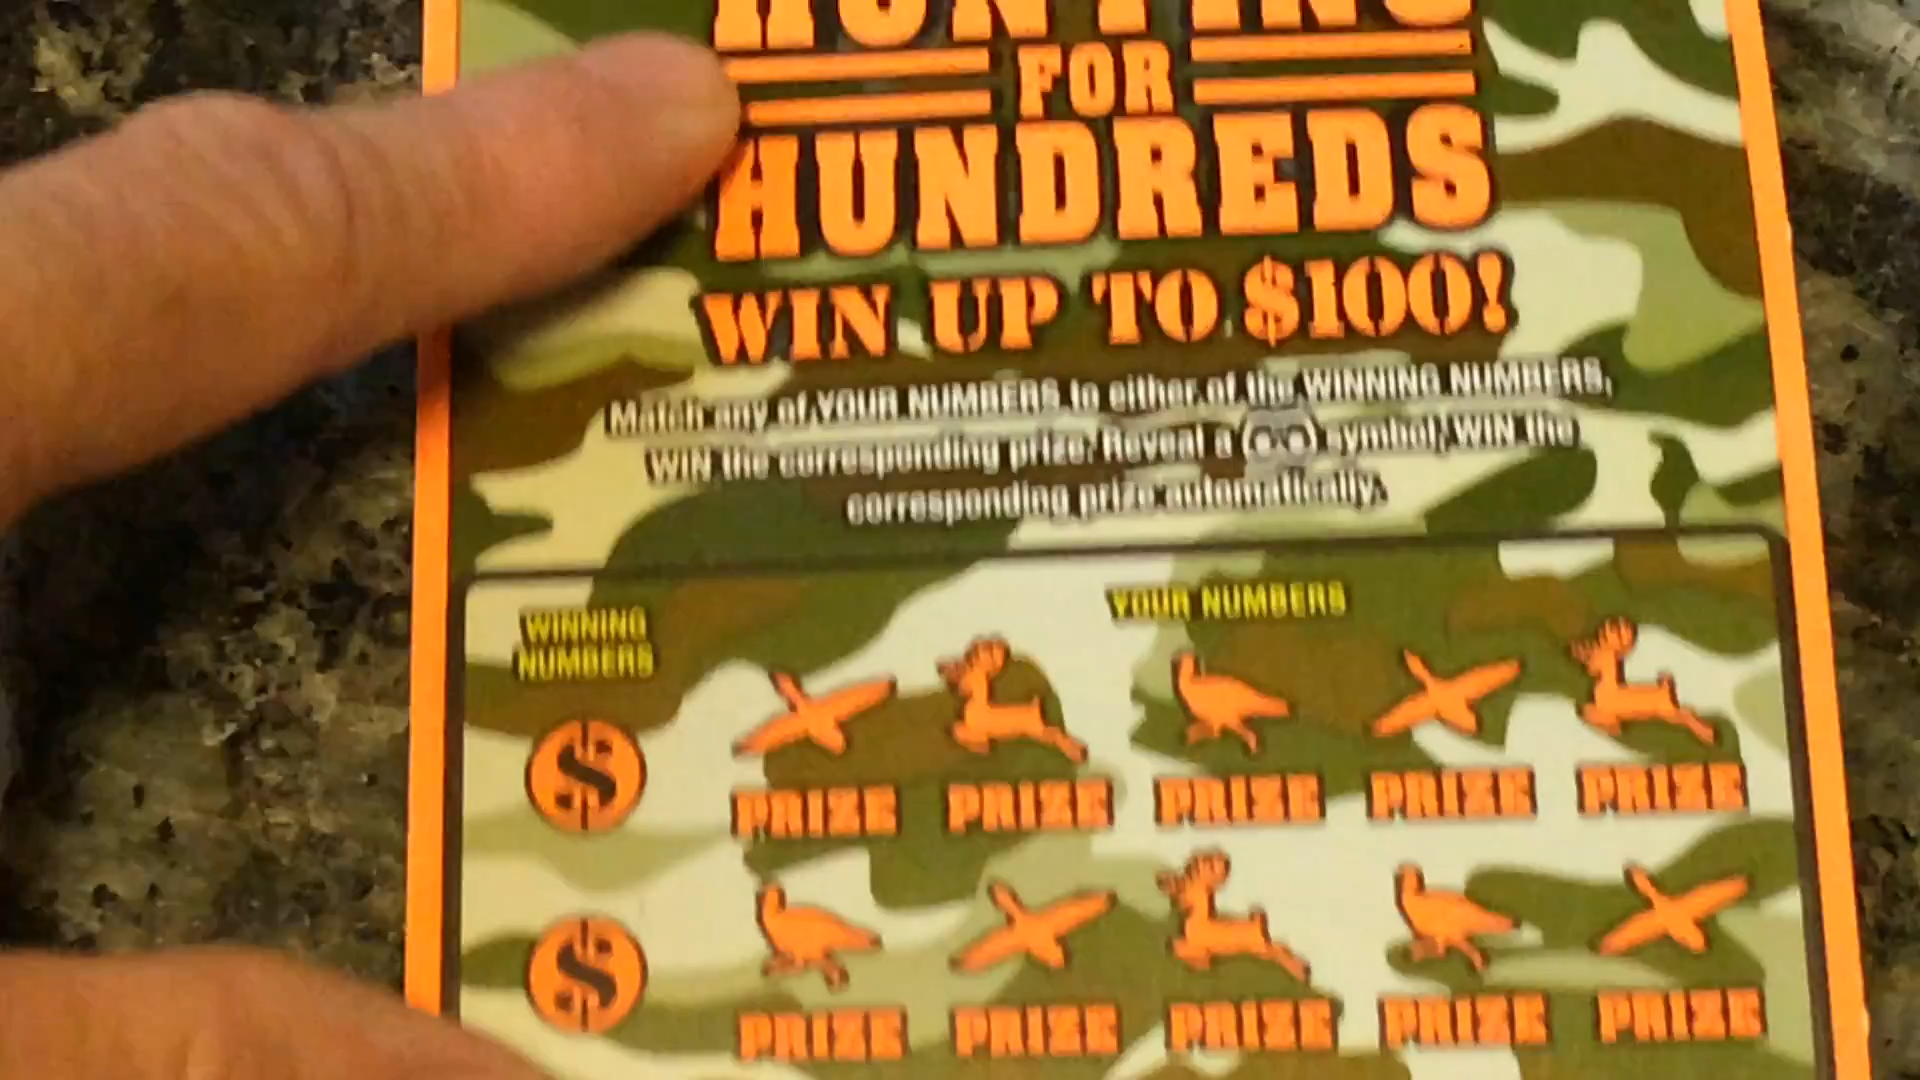 HUNTING
FOR
HUNDREDS
WIN UP TO $100!
Match any of YOUR NUMBERS to either of the WINNING NUMBERS,
WIN the corresponding prize. Reveal a symbol, WIN the
corresponding prize automatically.
WINNING
NUMBERS
YOUR NUMBERS
$
PRIZE PRIZE PRIZE PRIZE PRIZE
$
PRIZE PRIZE PRIZE PRIZE PRIZE